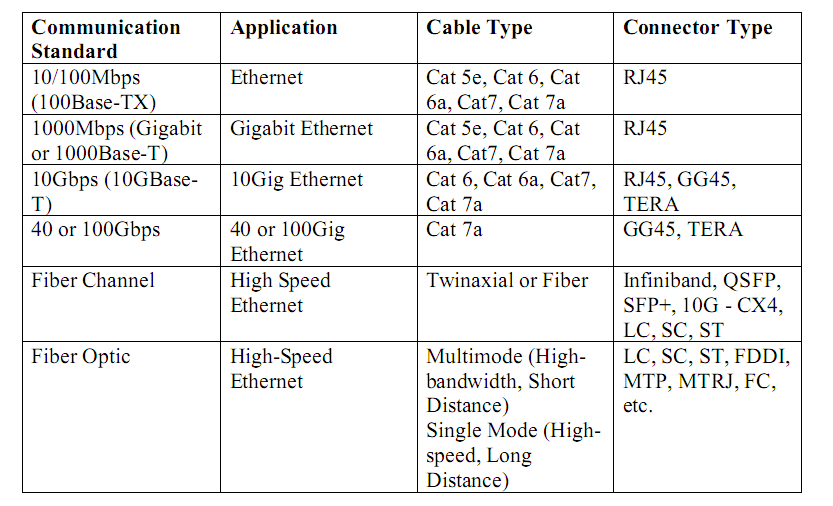 Communication Standard | Application | Cable Type | Connector Type
10/100Mbps (100Base-TX) | Ethernet | Cat 5e, Cat 6, Cat 6a, Cat7, Cat 7a | RJ45
1000Mbps (Gigabit or 1000Base-T) | Gigabit Ethernet | Cat 5e, Cat 6, Cat 6a, Cat7, Cat 7a | RJ45
10Gbps (10GBase-T) | 10Gig Ethernet | Cat 6, Cat 6a, Cat7, Cat 7a | RJ45, GG45, TERA
40 or 100Gbps | 40 or 100Gig Ethernet | Cat 7a | GG45, TERA
Fiber Channel | High Speed Ethernet | Twinaxial or Fiber | Infiniband, QSFP, SFP+, 10G - CX4, LC, SC, ST
Fiber Optic | High-Speed Ethernet | Multimode (High-bandwidth, Short Distance) Single Mode (High-speed, Long Distance) | LC, SC, ST, FDDI, MTP, MTRJ, FC, etc.